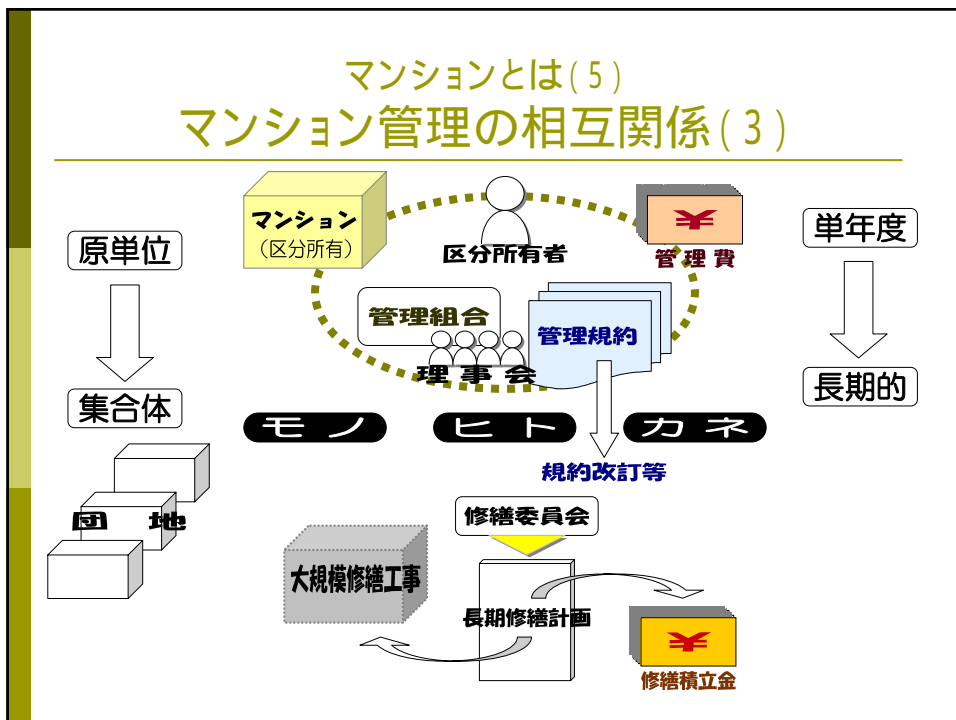 マンションとは(5)
マンション管理の相互関係(3)
マンション
(区分所有)
区分所有者
¥
管理費
原単位
単年度
管理組合
理事会
管理規約
集合体
長期的
モノ
ヒト
カネ
規約改訂等
団地
修繕委員会
大規模修繕工事
長期修繕計画
¥
修繕積立金